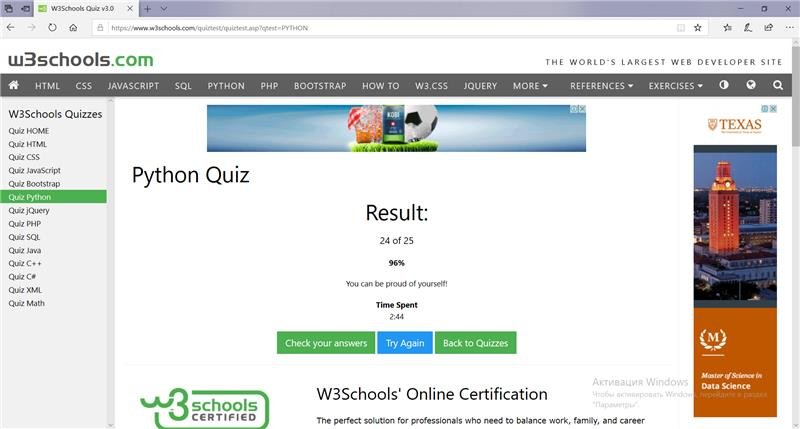 W3Schools Quiz v3.0
https://www.w3schools.com/quiztest/quiztest.asp?qtest=PYTHON
w3schools.com
THE WORLD'S LARGEST WEB DEVELOPER SITE
HTML CSS JAVASCRIPT SQL PYTHON PHP BOOTSTRAP HOW TO W3.CSS JQUERY MORE REFERENCES EXERCISES
W3Schools Quizzes
Quiz HOME
Quiz HTML
Quiz CSS
Quiz JavaScript
Quiz Bootstrap
Quiz Python
Quiz jQuery
Quiz PHP
Quiz SQL
Quiz Java
Quiz C++
Quiz C#
Quiz XML
Quiz Math
KOBI
Python Quiz
Result:
24 of 25
96%
You can be proud of yourself!
Time Spent
2:44
Check your answers Try Again Back to Quizzes
w3schools
CERTIFIED
W3Schools' Online Certification
The perfect solution for professionals who need to balance work, family, and career
TEXAS
M
Master of Science in
Data Science
Активация Windows
Чтобы активировать Windows, перейдите в раздел
"Параметры".